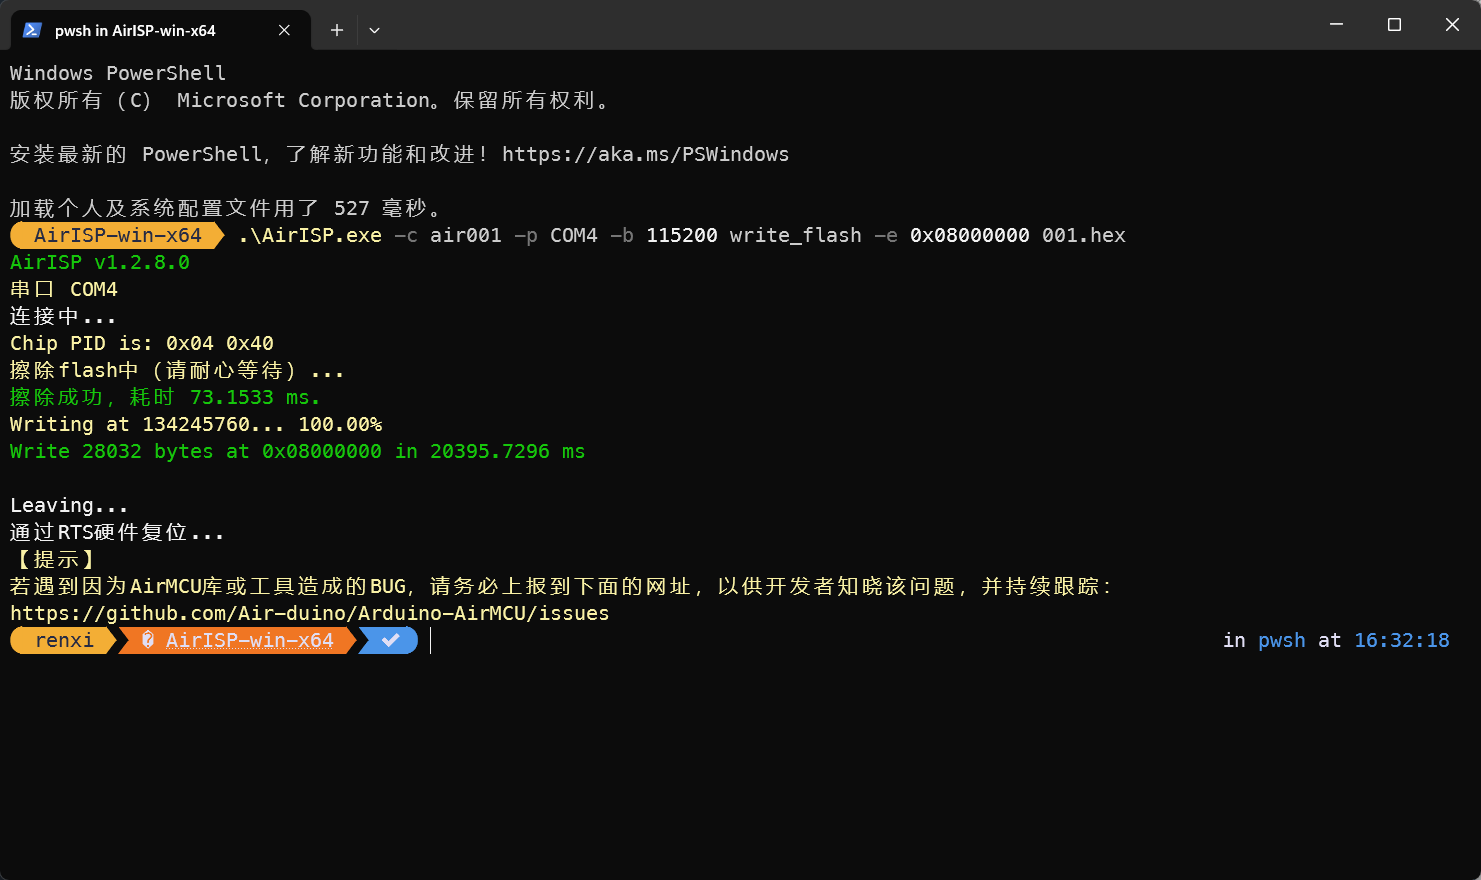 pwsh in AirISP-win-x64
Windows PowerShell
版权所有（C） Microsoft Corporation。保留所有权利。
安装最新的 PowerShell，了解新功能和改进！https://aka.ms/PSWindows
加载个人及系统配置文件用了 527 毫秒。
AirISP-win-x64 .\AirISP.exe -c air001 -p COM4 -b 115200 write_flash -e 0x08000000 001.hex
AirISP v1.2.8.0
串口 COM4
连接中...
Chip PID is: 0x04 0x40
擦除flash中（请耐心等待）...
擦除成功，耗时 73.1533 ms.
Writing at 134245760... 100.00%
Write 28032 bytes at 0x08000000 in 20395.7296 ms
Leaving...
通过RTS硬件复位...
【提示】
若遇到因为AirMCU库或工具造成的BUG，请务必上报到下面的网址，以供开发者知晓该问题，并持续跟踪：
https://github.com/Air-duino/Arduino-AirMCU/issues
renxi AirISP-win-x64 in pwsh at 16:32:18